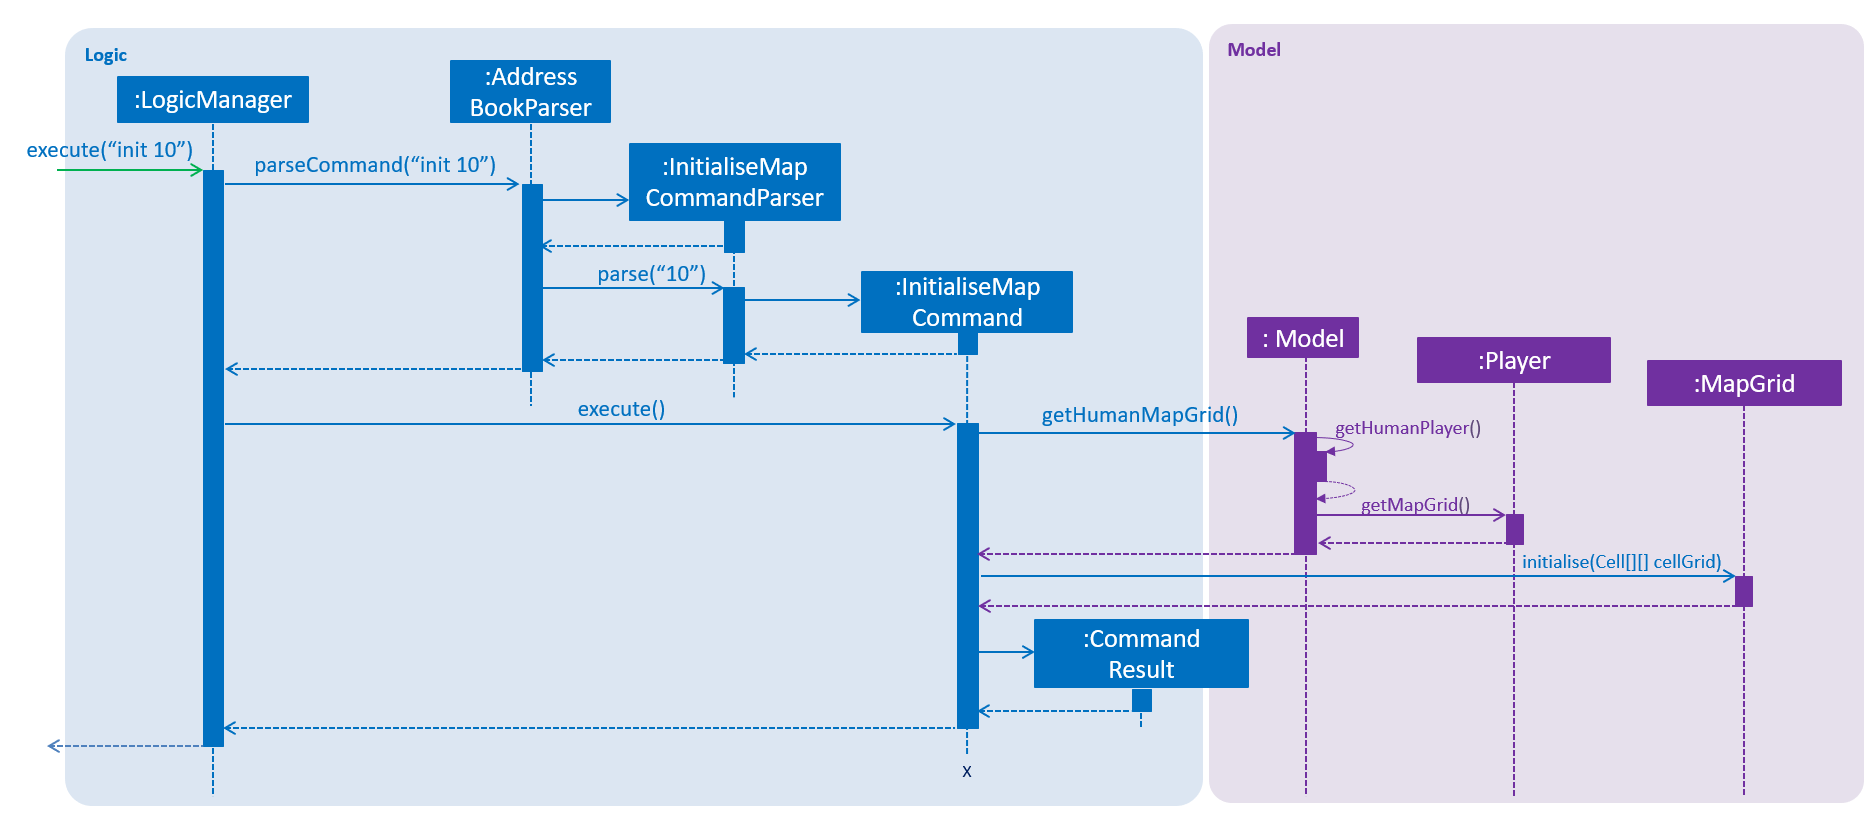 Logic
Model
:LogicManager
:Address
BookParser
execute(“init 10”)
parseCommand(“init 10”)
:InitialiseMap
CommandParser
parse(“10”)
:InitialiseMap
Command
: Model
:Player
:MapGrid
execute()
getHumanMapGrid()
getHumanPlayer()
getMapGrid()
initialise(Cell[][] cellGrid)
:Command
Result
x